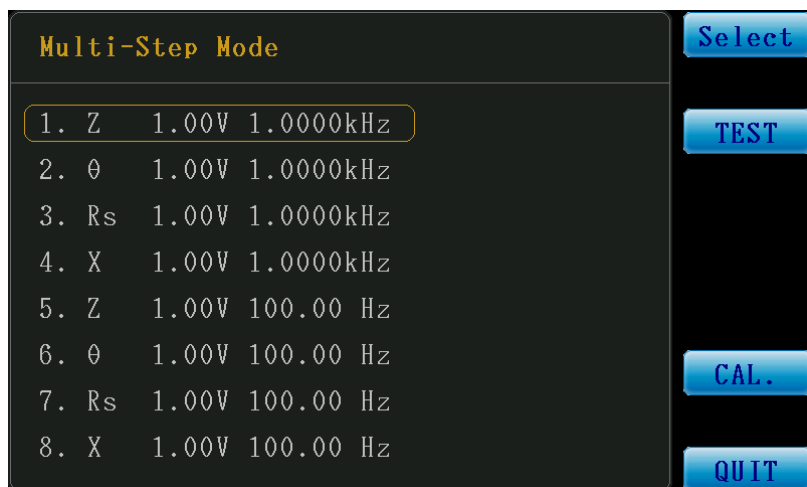 Multi-Step Mode
1. Z 1.00V 1.0000kHz
2. θ 1.00V 1.0000kHz
3. Rs 1.00V 1.0000kHz
4. X 1.00V 1.0000kHz
5. Z 1.00V 100.00 Hz
6. θ 1.00V 100.00 Hz
7. Rs 1.00V 100.00 Hz
8. X 1.00V 100.00 Hz
Select
TEST
CAL.
QUIT